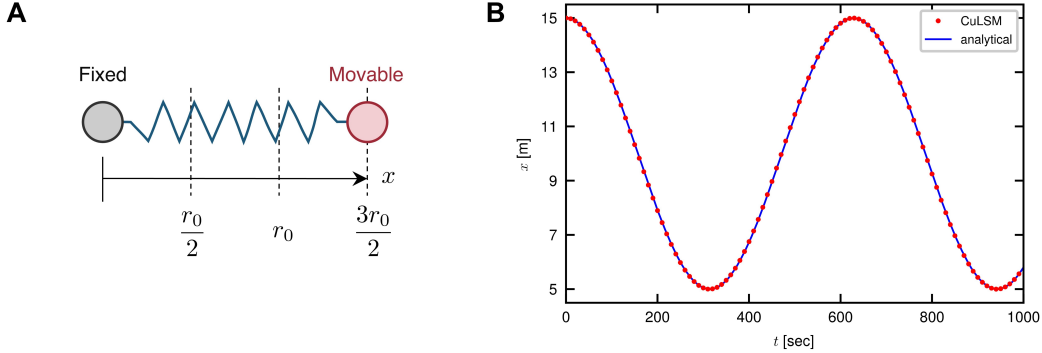 A
Fixed
Movable
x
r₀/2
r₀
3r₀/2
B
15
13
11
9
7
5
x [m]
CuLSM
analytical
0 200 400 600 800 1000
t [sec]